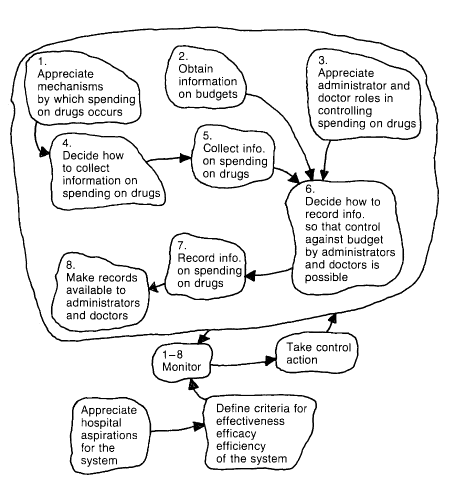 1.
Appreciate
mechanisms
by which spending
on drugs occurs
2.
Obtain
information
on budgets
3.
Appreciate
administrator and
doctor roles in
controlling
spending on drugs
4.
Decide how
to collect
information on
spending on drugs
5.
Collect info.
on spending
on drugs
6.
Decide how to
record info.
so that control
against budget
by administrators
and doctors is
possible
7.
Record info.
on spending
on drugs
8.
Make records
available to
administrators
and doctors
1–8
Monitor
Take control
action
Appreciate
hospital
aspirations
for the
system
Define criteria for
effectiveness
efficacy
efficiency
of the system